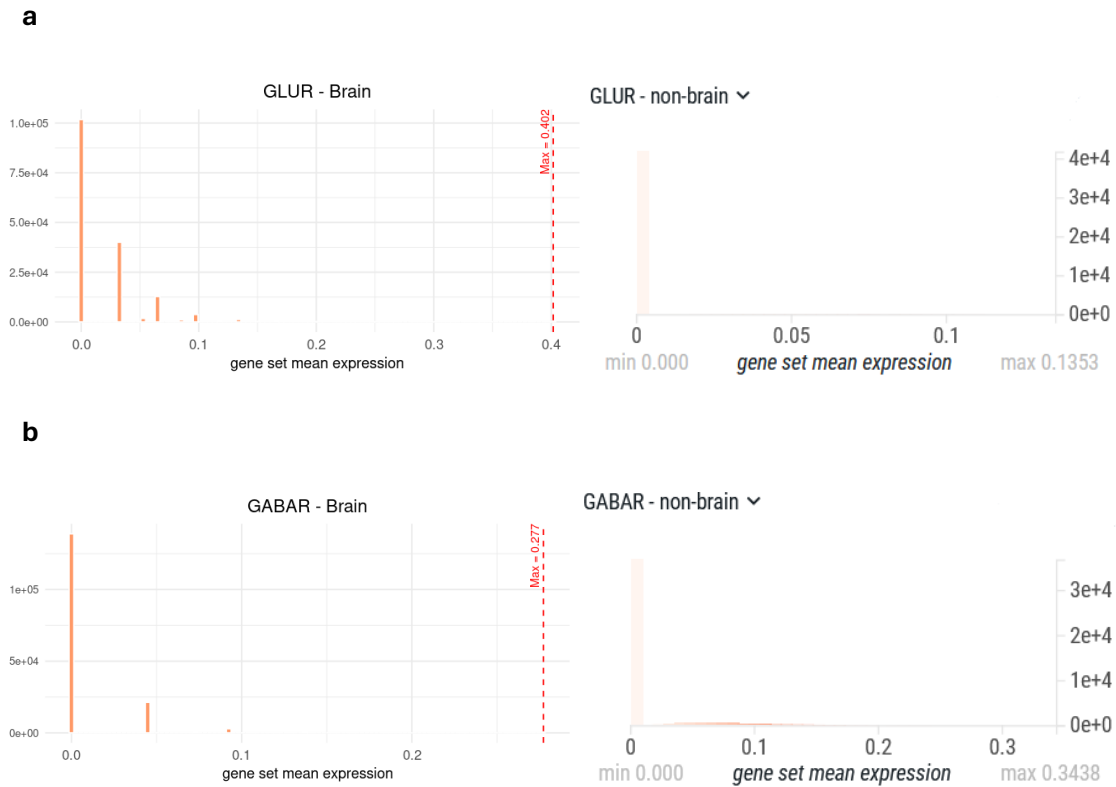 a
GLUR - Brain
1.0e+05
7.5e+04
5.0e+04
2.5e+04
0.0e+00
Max = 0.402
0.0 0.1 0.2 0.3 0.4
gene set mean expression
GLUR - non-brain
4e+4
3e+4
2e+4
1e+4
0e+0
0 0.05 0.1
min 0.000 gene set mean expression max 0.1353
b
GABAR - Brain
1e+05
5e+04
0e+00
Max = 0.277
0.0 0.1 0.2
gene set mean expression
GABAR - non-brain
3e+4
2e+4
1e+4
0e+0
0 0.1 0.2 0.3
min 0.000 gene set mean expression max 0.3438